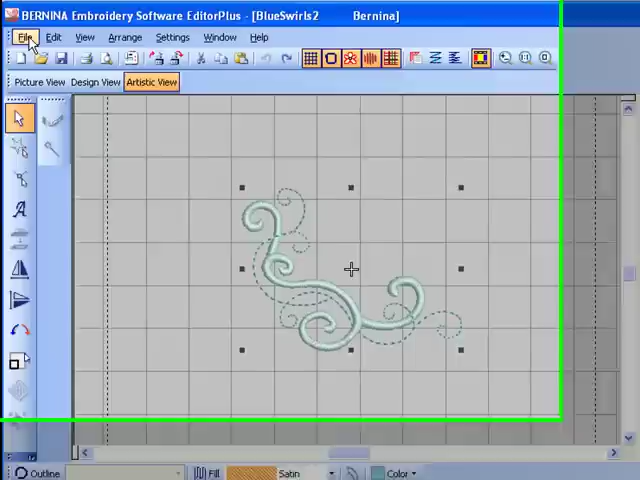 BERNINA Embroidery Software EditorPlus - [BlueSwirls2 Bernina]
File Edit View Arrange Settings Window Help
Picture View Design View Artistic View
A
Outline Fill Satin Color